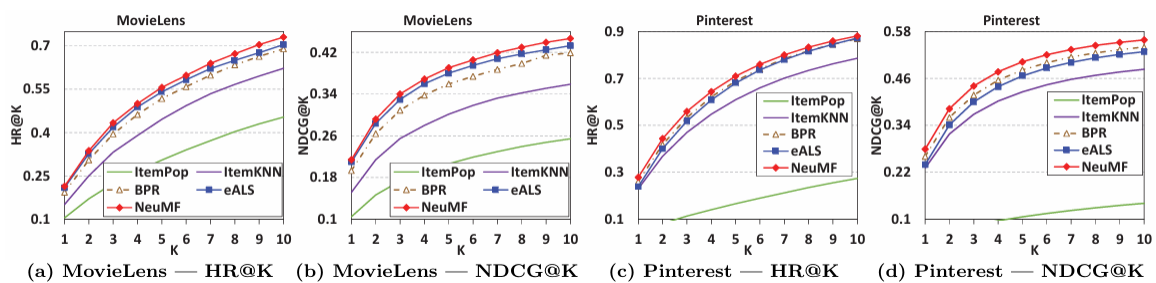 MovieLens
HR@K
0.7
0.55
0.4
0.25
0.1
1 2 3 4 5 6 7 8 9 10
K
ItemPop ItemKNN
BPR eALS
NeuMF
(a) MovieLens — HR@K
MovieLens
NDCG@K
0.42
0.34
0.26
0.18
0.1
1 2 3 4 5 6 7 8 9 10
K
ItemPop ItemKNN
BPR eALS
NeuMF
(b) MovieLens — NDCG@K
Pinterest
HR@K
0.9
0.7
0.5
0.3
0.1
1 2 3 4 5 6 7 8 9 10
K
ItemPop
ItemKNN
BPR
eALS
NeuMF
(c) Pinterest — HR@K
Pinterest
NDCG@K
0.58
0.46
0.34
0.22
0.1
1 2 3 4 5 6 7 8 9 10
K
ItemPop
ItemKNN
BPR
eALS
NeuMF
(d) Pinterest — NDCG@K